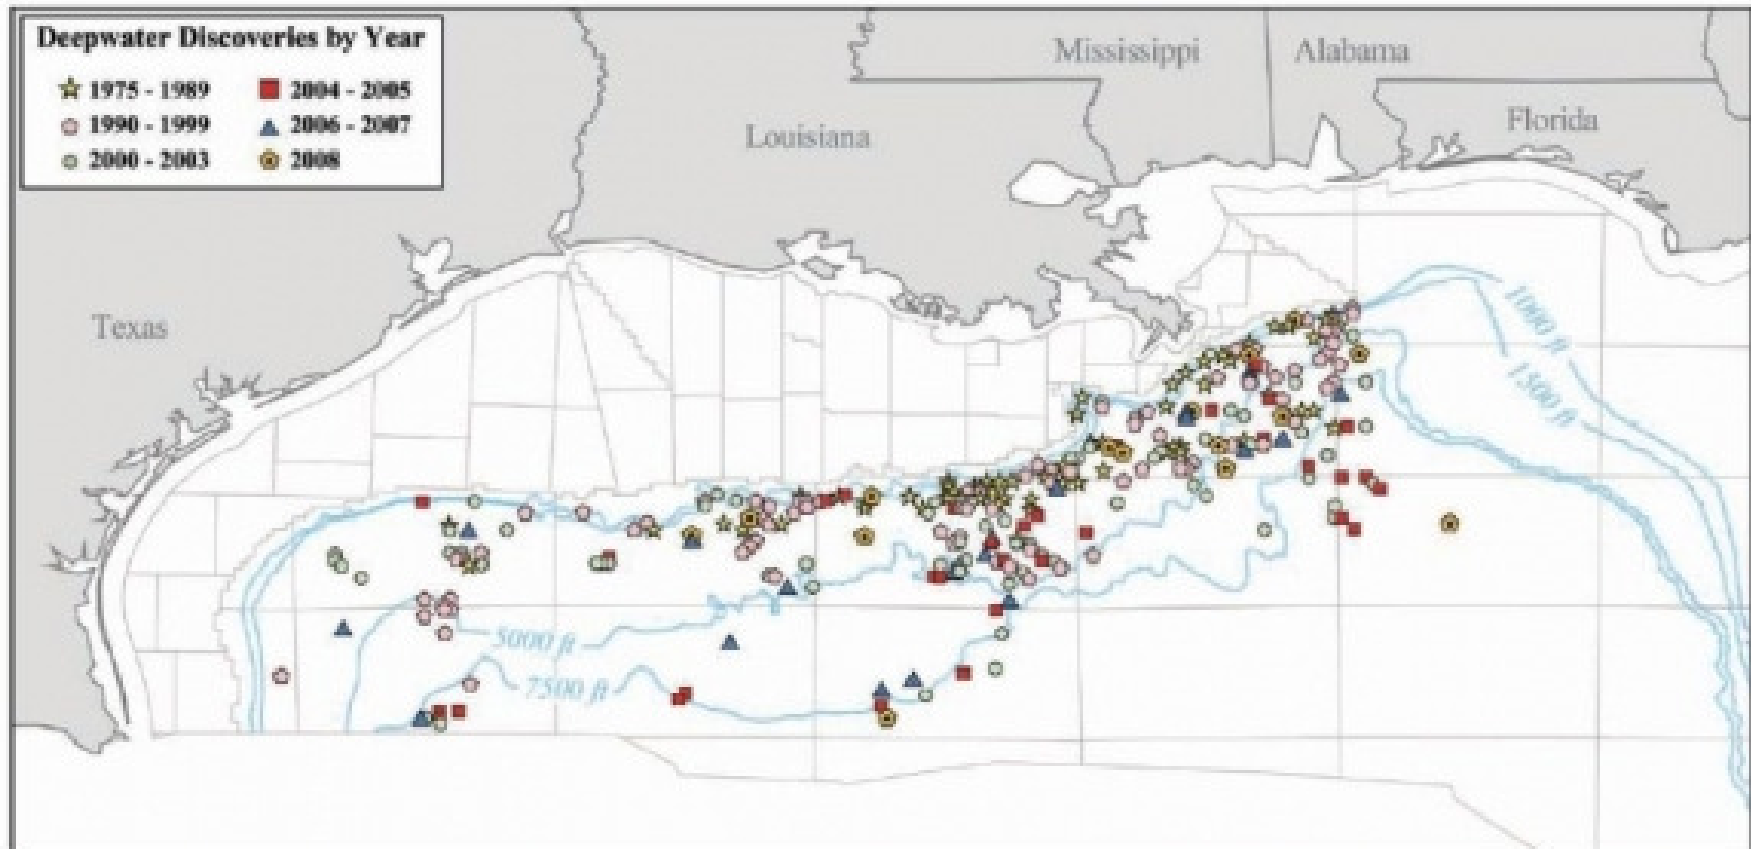 Deepwater Discoveries by Year
1975 - 1989
2004 - 2005
1990 - 1999
2006 - 2007
2000 - 2003
2008
Mississippi
Alabama
Florida
Louisiana
Texas
1000 ft
1500 ft
5000 ft
7500 ft